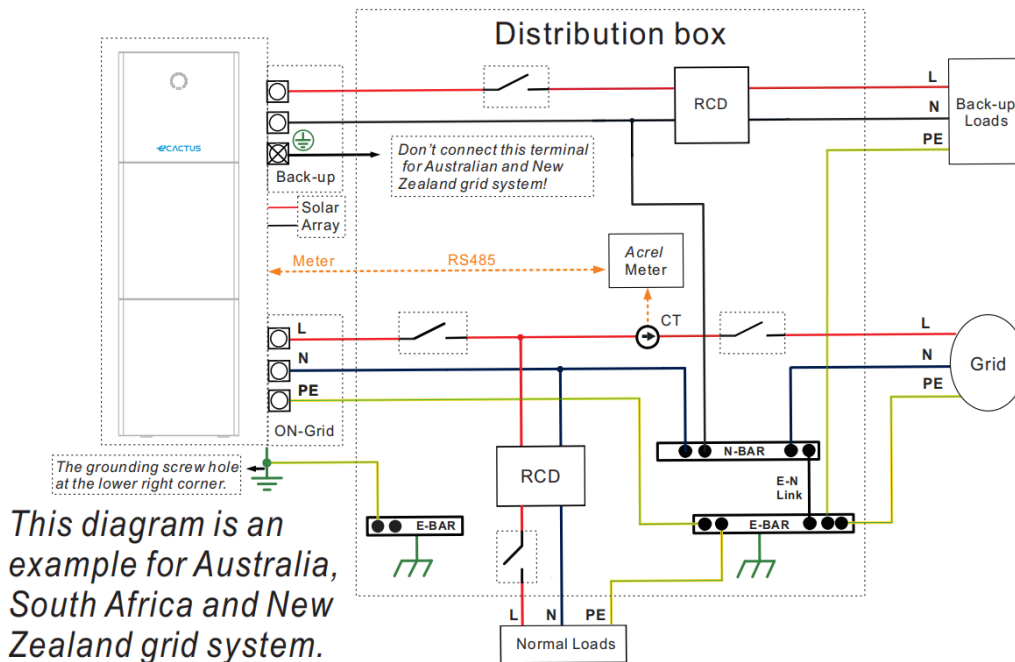 Distribution box
eCACTUS
RCD
L
N
PE
Back-up
Loads
Back-up
Don't connect this terminal
for Australian and New
Zealand grid system!
Solar
Array
Meter
RS485
Acrel
Meter
CT
L
N
PE
ON-Grid
L
N
PE
Grid
The grounding screw hole
at the lower right corner.
RCD
N-BAR
E-N
Link
E-BAR
E-BAR
L
N
PE
Normal Loads
This diagram is an
example for Australia,
South Africa and New
Zealand grid system.